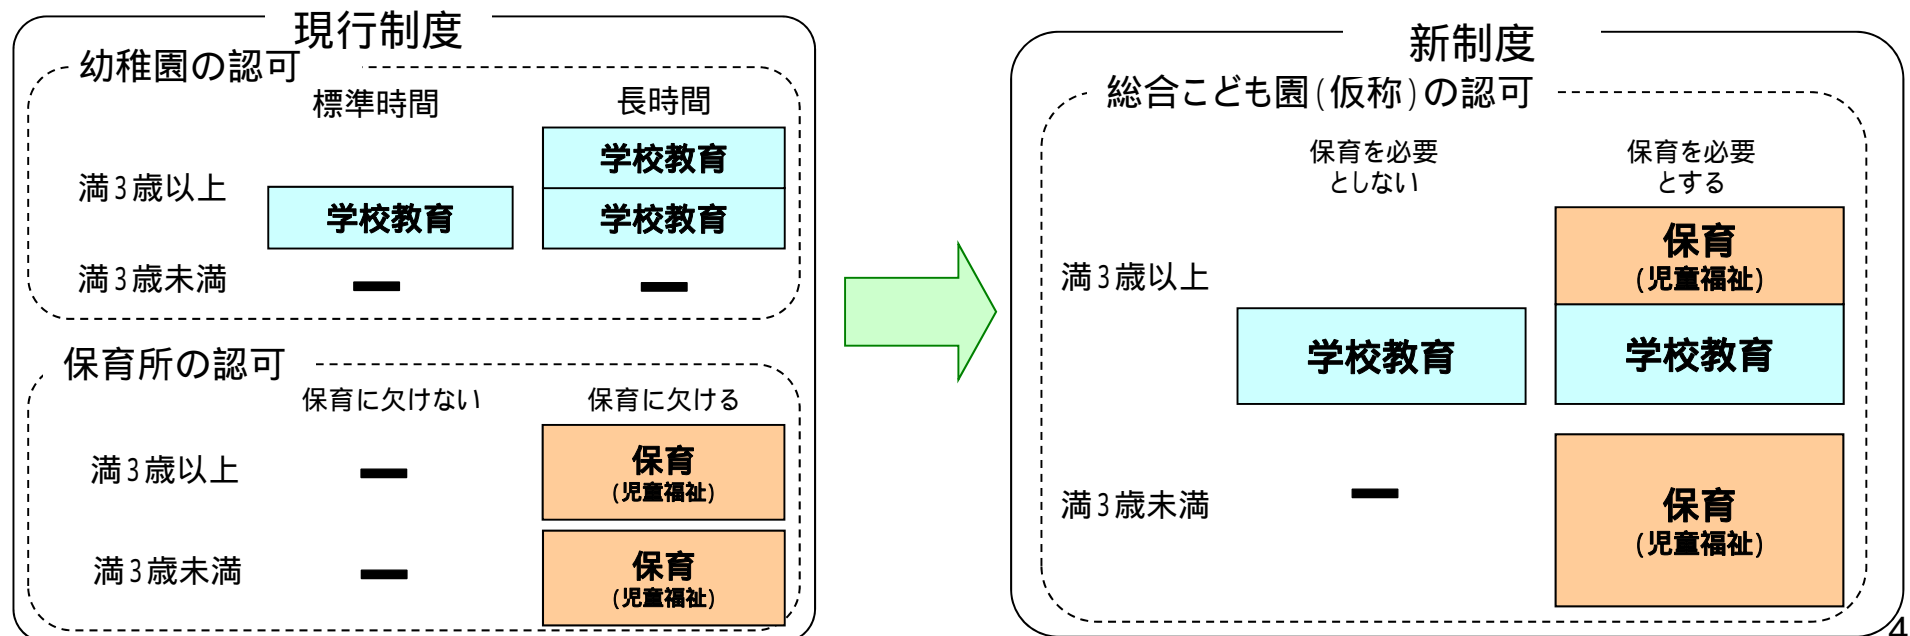 現行制度
幼稚園の認可
標準時間
長時間
満3歳以上
学校教育
学校教育
学校教育
満3歳未満
ー
ー
保育所の認可
保育に欠けない
保育に欠ける
満3歳以上
ー
保育
(児童福祉)
満3歳未満
ー
保育
(児童福祉)
新制度
総合こども園(仮称)の認可
保育を必要
としない
保育を必要
とする
満3歳以上
保育
(児童福祉)
学校教育
学校教育
満3歳未満
ー
保育
(児童福祉)
4